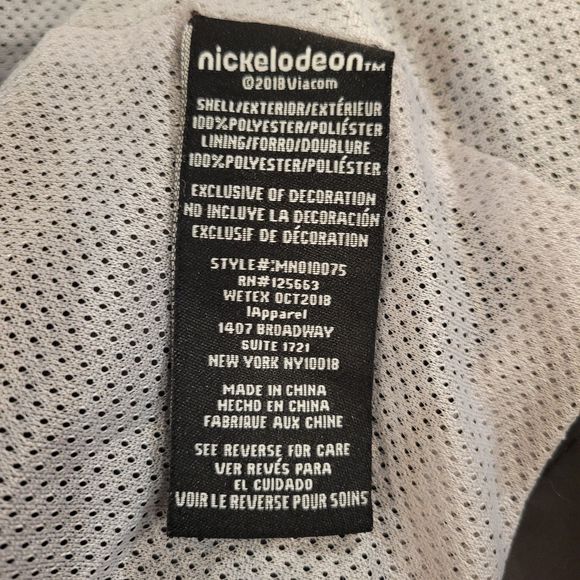 nickelodeon™
©2018 Viacom
SHELL/EXTERIOR/EXTÉRIEUR
100%POLYESTER/POLIÉSTER
LINING/FORRO/DOUBLURE
100%POLYESTER/POLIÉSTER
EXCLUSIVE OF DECORATION
NO INCLUYE LA DECORACIÓN
EXCLUSIF DE DÉCORATION
STYLE#:MN010075
RN#125663
WETEX OCT2018
IApparel
1407 BROADWAY
SUITE 1721
NEW YORK NY10018
MADE IN CHINA
HECHO EN CHINA
FABRIQUE AUX CHINE
SEE REVERSE FOR CARE
VER REVÉS PARA
EL CUIDADO
VOIR LE REVERSE POUR SOINS